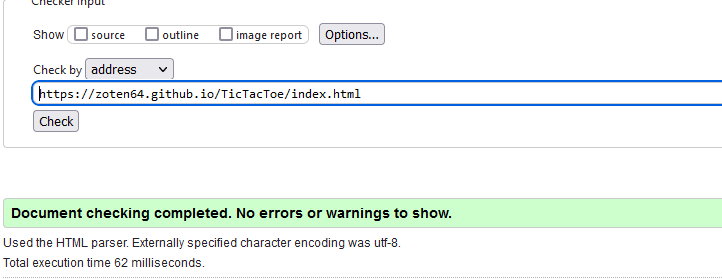 Checker Input
Show source outline image report Options...
Check by address
https://zoten64.github.io/TicTacToe/index.html
Check
Document checking completed. No errors or warnings to show.
Used the HTML parser. Externally specified character encoding was utf-8.
Total execution time 62 milliseconds.